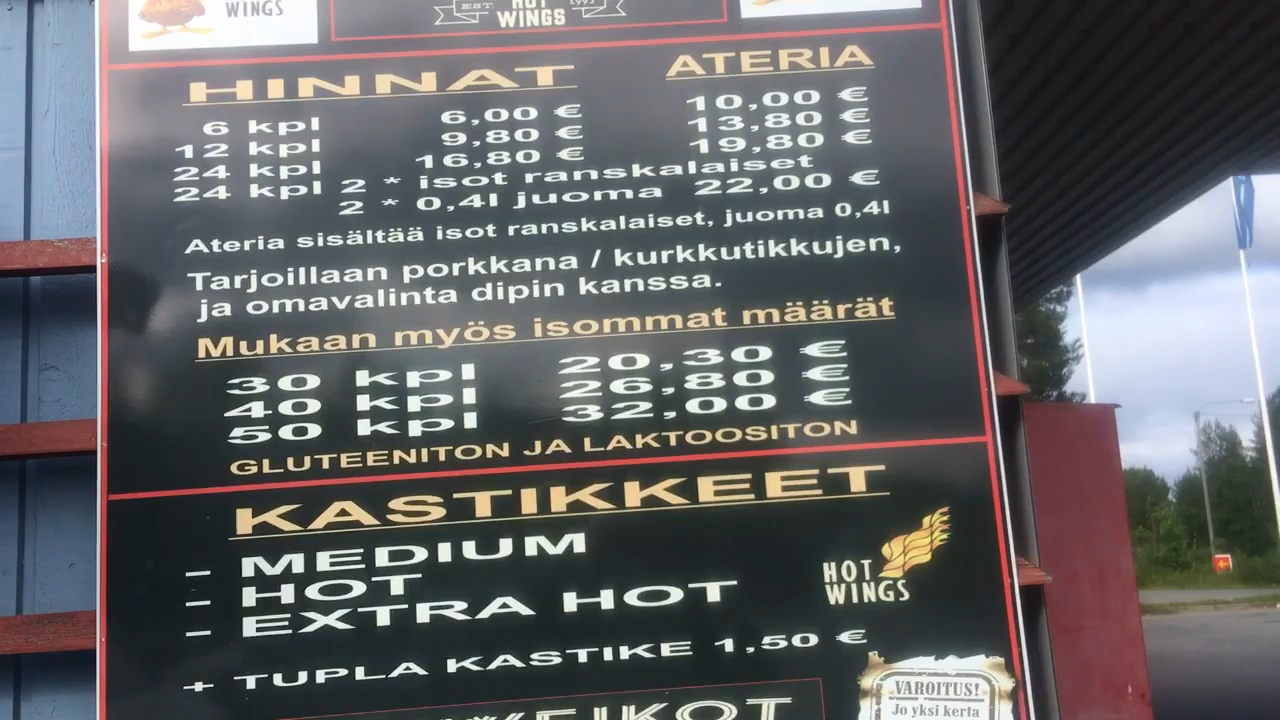 WINGS
EST HOT 1993
WINGS
HINNAT ATERIA
6 kpl 6,00 € 10,00 €
12 kpl 9,80 € 13,80 €
24 kpl 16,80 € 19,80 €
24 kpl 2 * isot ranskalaiset
2 * 0,4l juoma 22,00 €
Ateria sisältää isot ranskalaiset, juoma 0,4l
Tarjoillaan porkkana / kurkkutikkujen,
ja omavalinta dipin kanssa.
Mukaan myös isommat määrät
30 kpl 20,30 €
40 kpl 26,80 €
50 kpl 32,00 €
GLUTEENITON JA LAKTOOSITON
KASTIKKEET
- MEDIUM
- HOT
- EXTRA HOT
HOT
WINGS
+ TUPLA KASTIKE 1,50 €
VAROITUS!
Jo yksi kerta